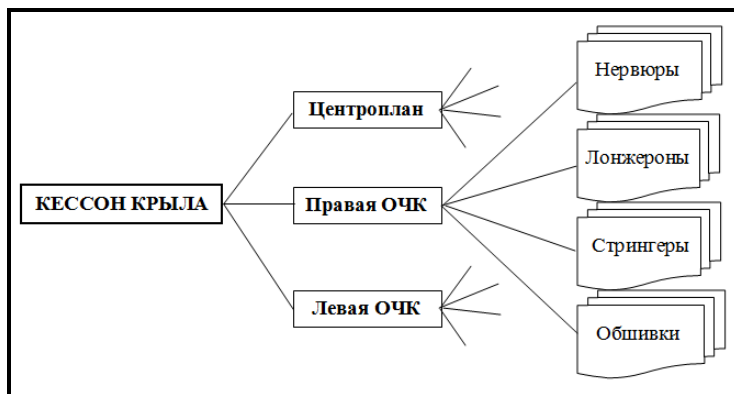 КЕССОН КРЫЛА
Центроплан
Правая ОЧК
Левая ОЧК
Нервюры
Лонжероны
Стрингеры
Обшивки